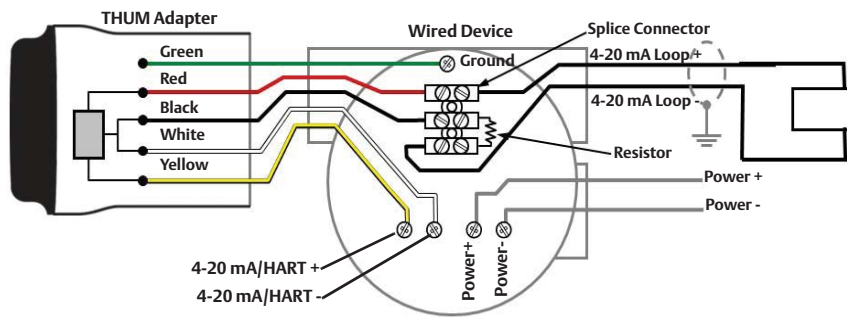 THUM Adapter
Wired Device
Splice Connector
Green
Ground
4-20 mA Loop +
Red
Black
4-20 mA Loop -
White
Resistor
Yellow
Power +
Power -
4-20 mA/HART +
4-20 mA/HART -
Power+
Power-